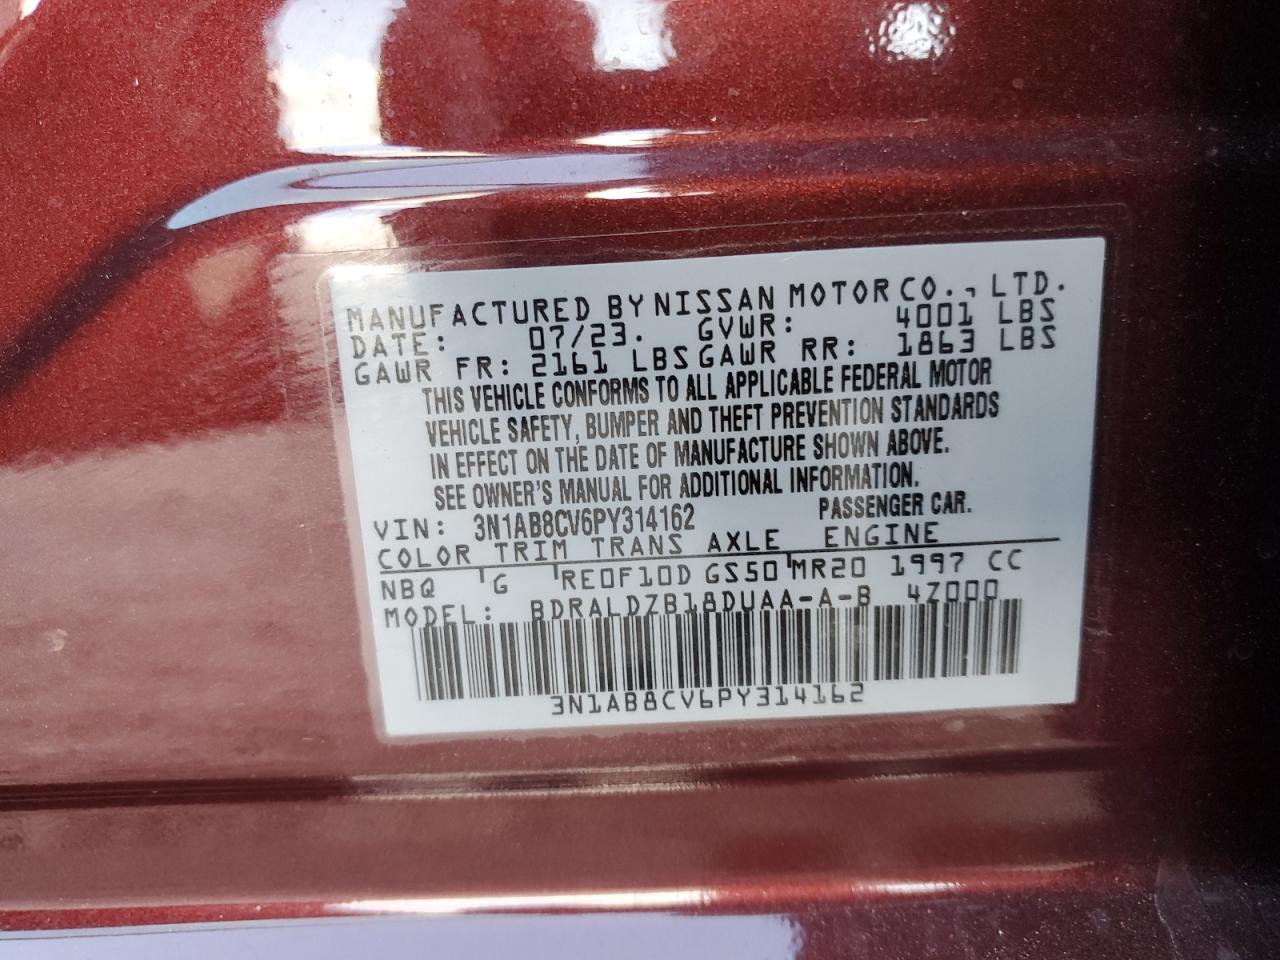 MANUFACTURED BY NISSAN MOTOR CO., LTD.
DATE: 07/23. GVWR: 4001 LBS
GAWR FR: 2161 LBS GAWR RR: 1863 LBS
THIS VEHICLE CONFORMS TO ALL APPLICABLE FEDERAL MOTOR
VEHICLE SAFETY, BUMPER AND THEFT PREVENTION STANDARDS
IN EFFECT ON THE DATE OF MANUFACTURE SHOWN ABOVE.
SEE OWNER'S MANUAL FOR ADDITIONAL INFORMATION.
VIN: 3N1AB8CV6PY314162 PASSENGER CAR.
COLOR TRIM TRANS AXLE ENGINE
NBQ G RE0F10D GS50 MR20 1997 CC
MODEL: BDRALDZB18DUAA-A-B 4Z000
3N1AB8CV6PY314162